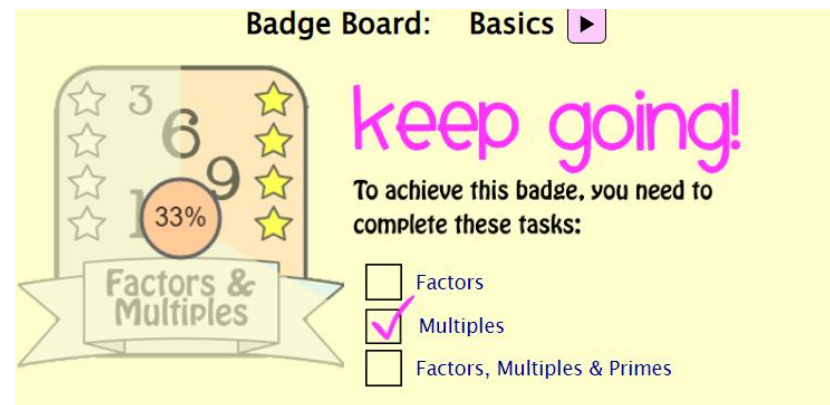 Badge Board: Basics
keep going!
To achieve this badge, you need to
complete these tasks:
3
6
9
33%
Factors &
Multiples
Factors
Multiples
Factors, Multiples & Primes